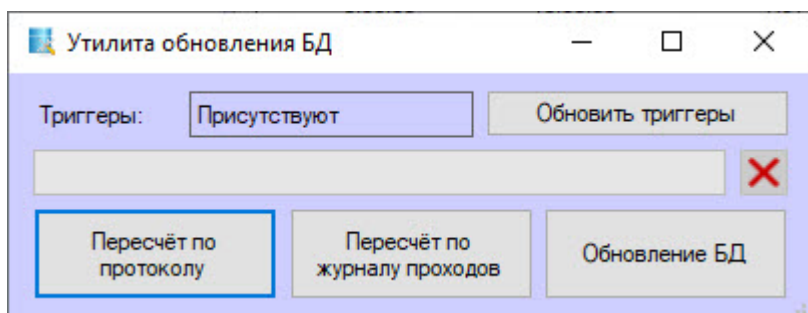 Утилита обновления БД
Триггеры: Присутствуют Обновить триггеры
Пересчёт по протоколу
Пересчёт по журналу проходов
Обновление БД